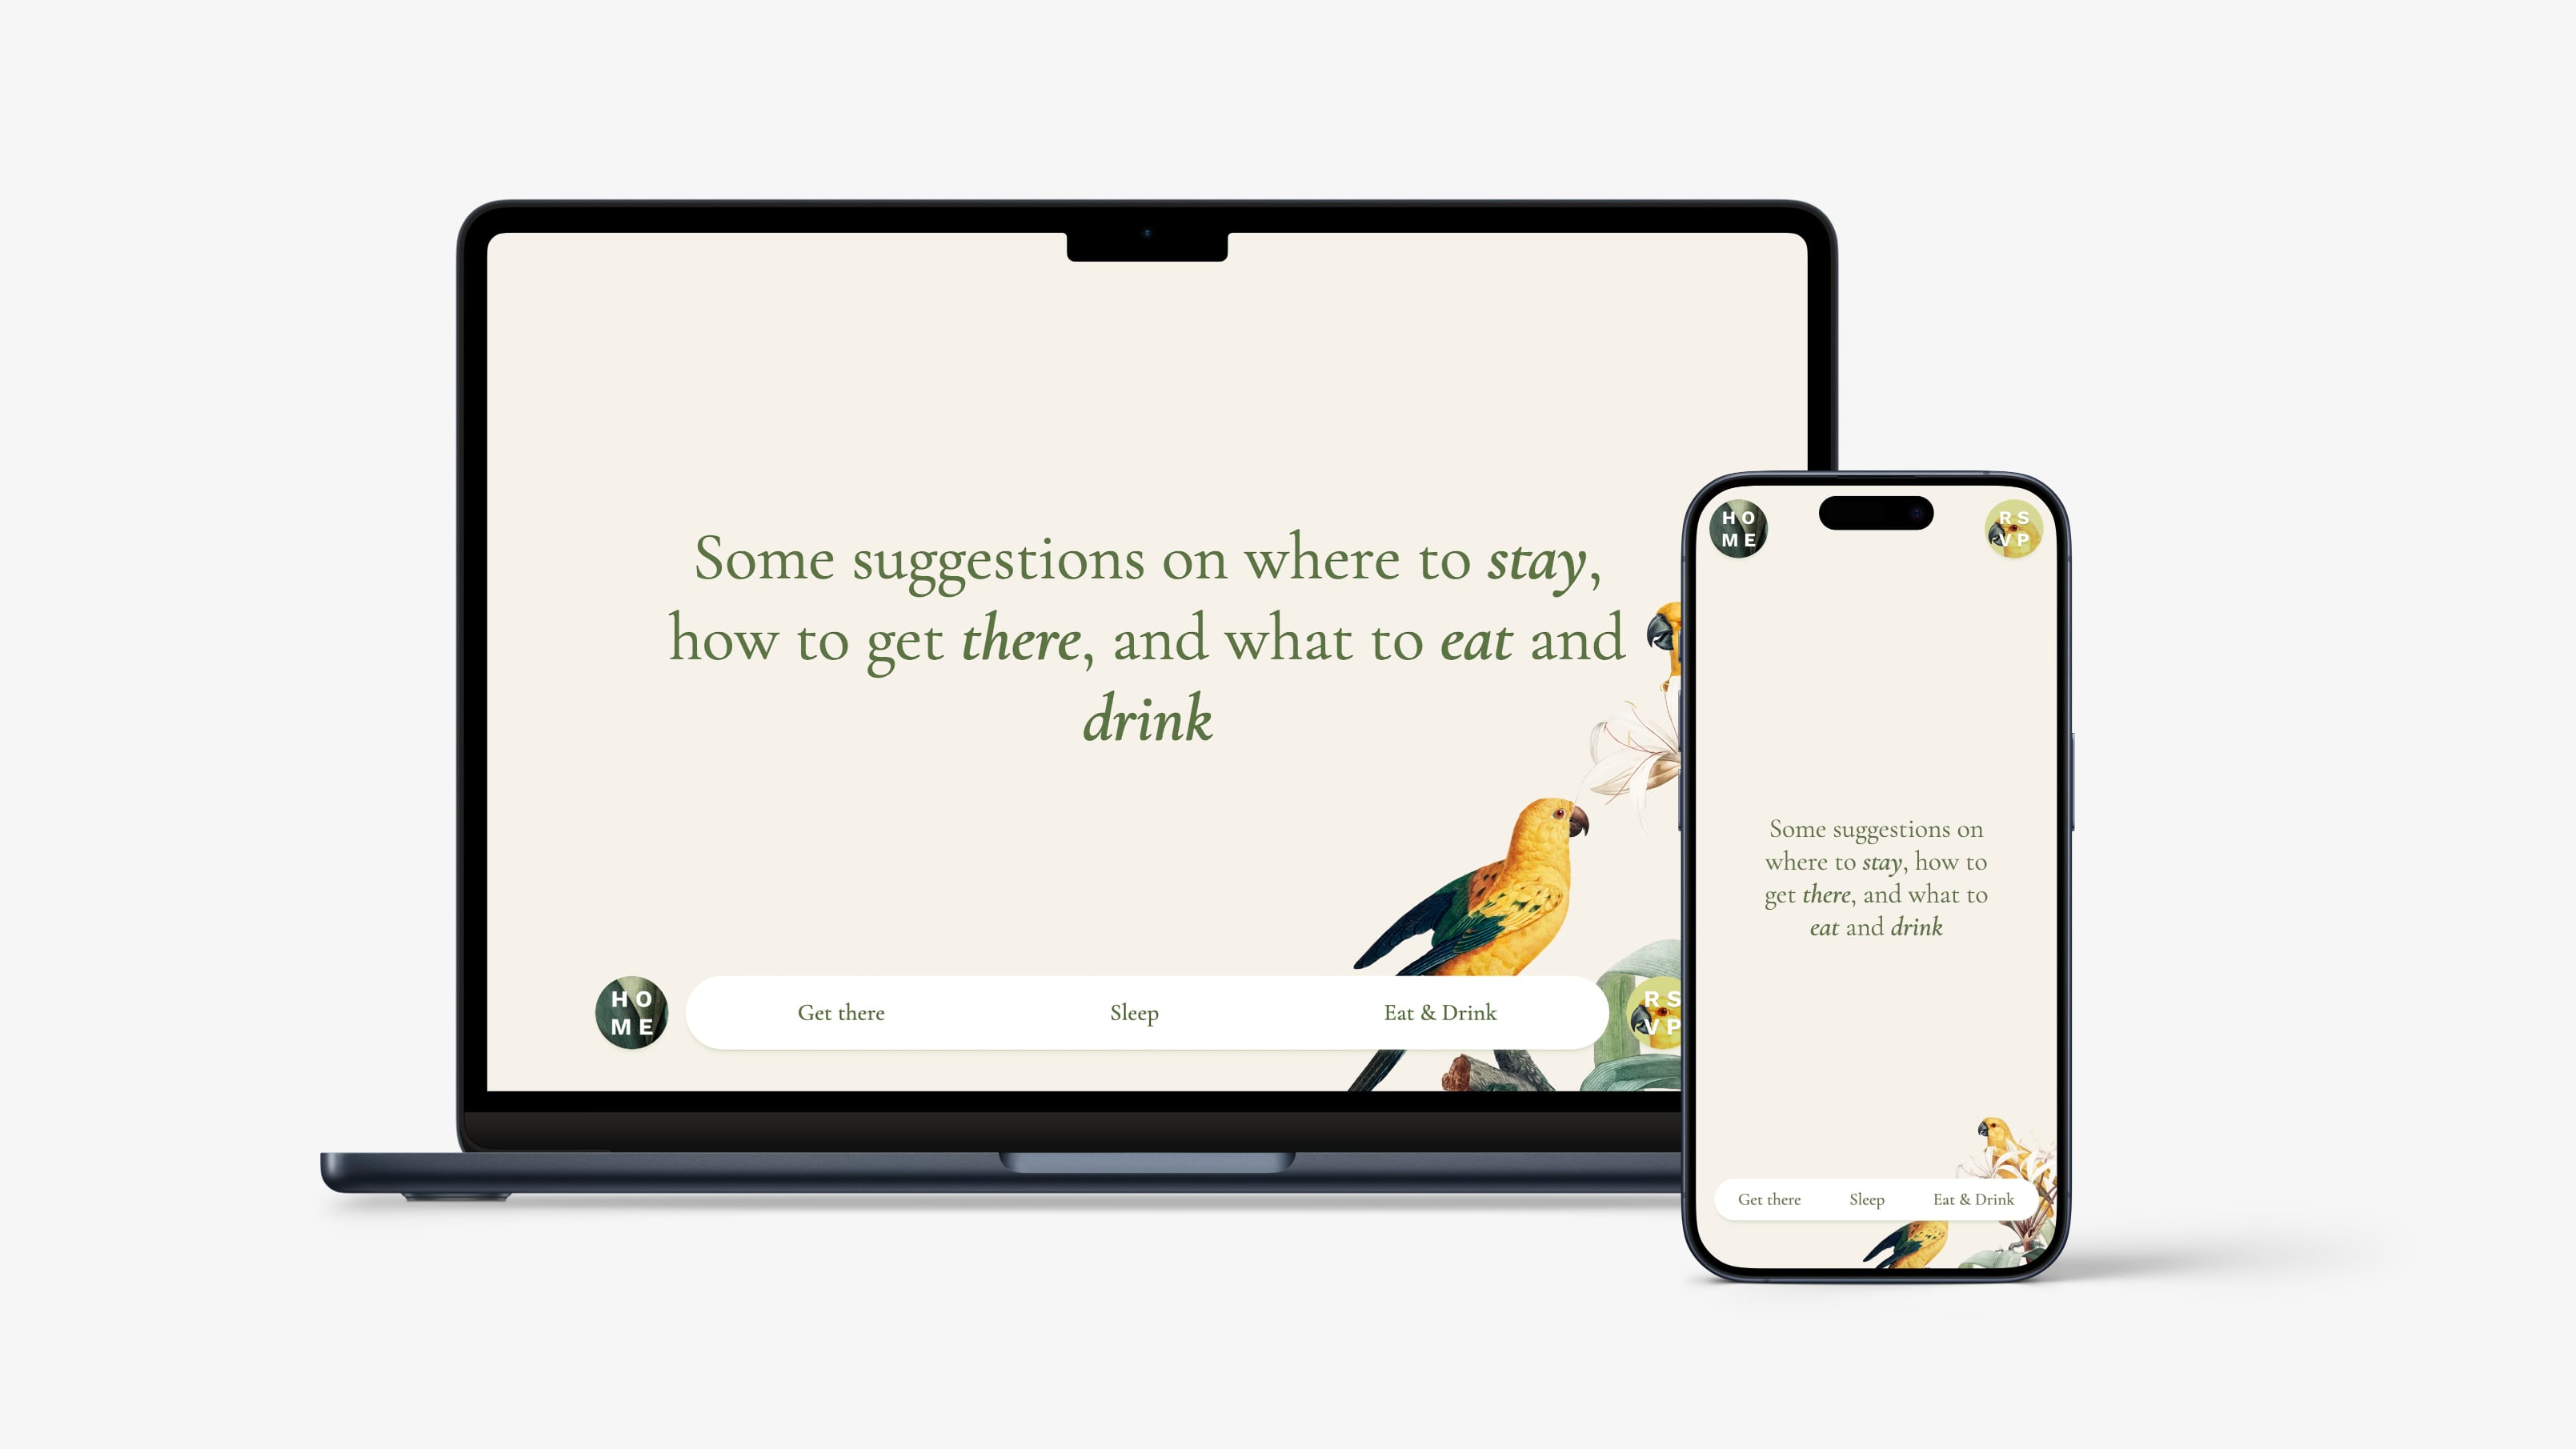 Some suggestions on where to stay,
how to get there, and what to eat and
drink
HO
ME
Get there Sleep Eat & Drink
RS
VP
HO
ME
RS
VP
Some suggestions on
where to stay, how to
get there, and what to
eat and drink
Get there Sleep Eat & Drink